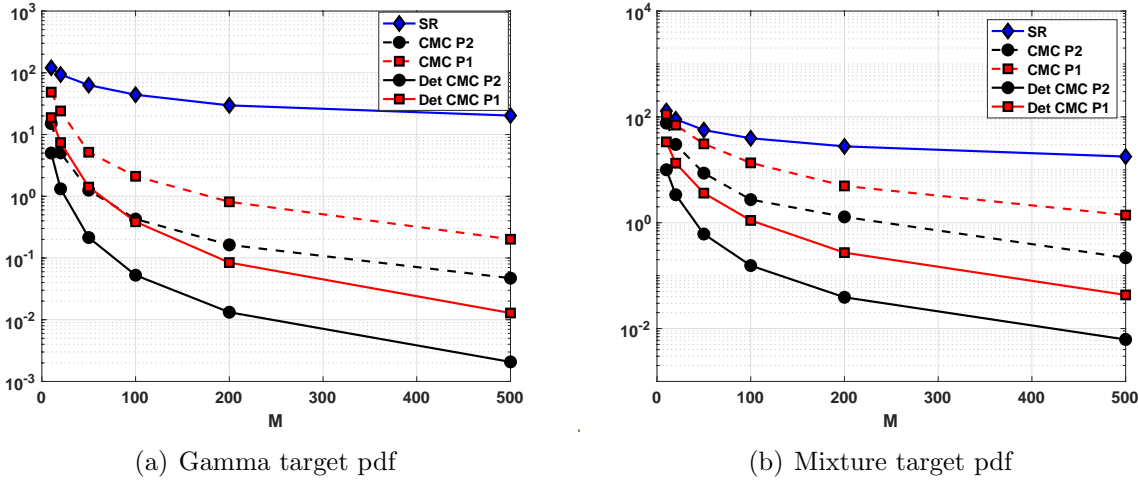 10^3
10^2
10^1
10^0
10^-1
10^-2
10^-3
0
100
200
300
400
500
M
SR
CMC P2
CMC P1
Det CMC P2
Det CMC P1
(a) Gamma target pdf
10^4
10^2
10^0
10^-2
0
100
200
300
400
500
M
SR
CMC P2
CMC P1
Det CMC P2
Det CMC P1
(b) Mixture target pdf